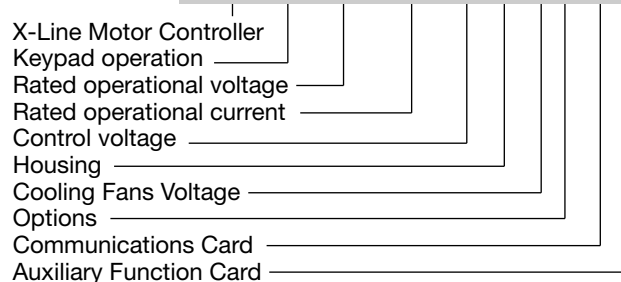 X-Line Motor Controller
Keypad operation
Rated operational voltage
Rated operational current
Control voltage
Housing
Cooling Fans Voltage
Options
Communications Card
Auxiliary Function Card